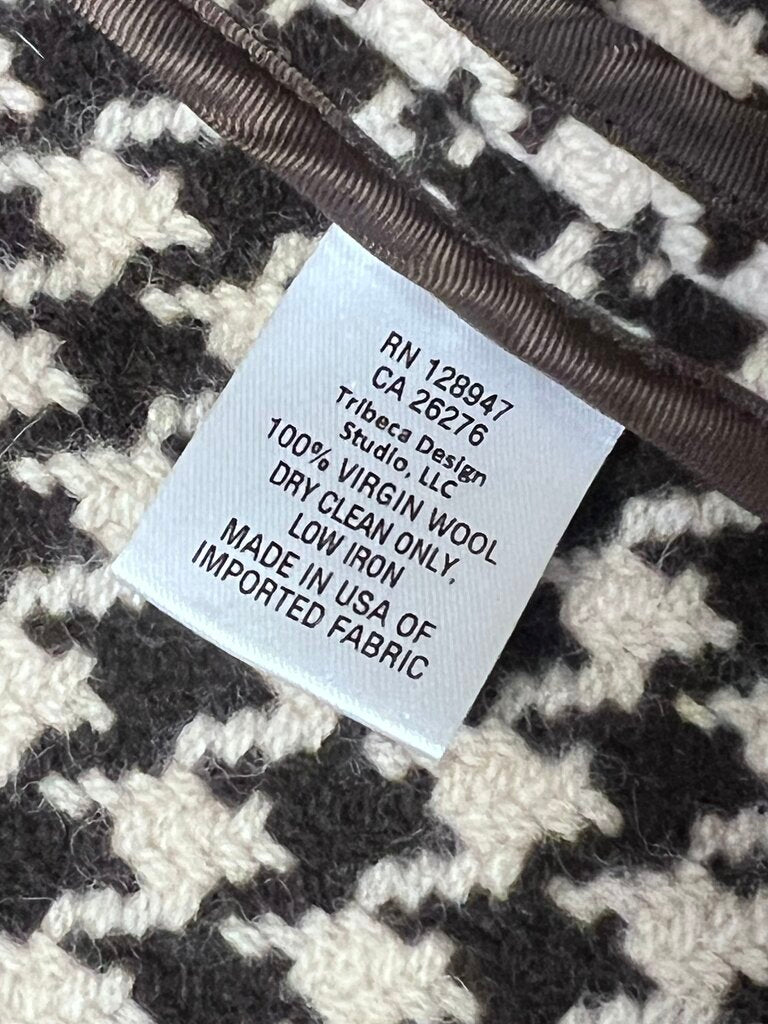 RN 128947
CA 26276
Tribeca Design
Studio, LLC
100% VIRGIN WOOL
DRY CLEAN ONLY,
LOW IRON
MADE IN USA OF
IMPORTED FABRIC